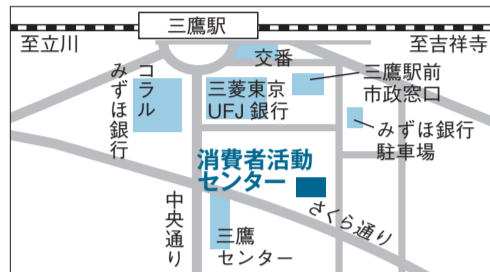 三鷹駅
至立川
至吉祥寺
交番
コラル
みずほ銀行
三菱東京
UFJ銀行
三鷹駅前
市政窓口
みずほ銀行
駐車場
消費者活動
センター
中央通り
さくら通り
三鷹
センター